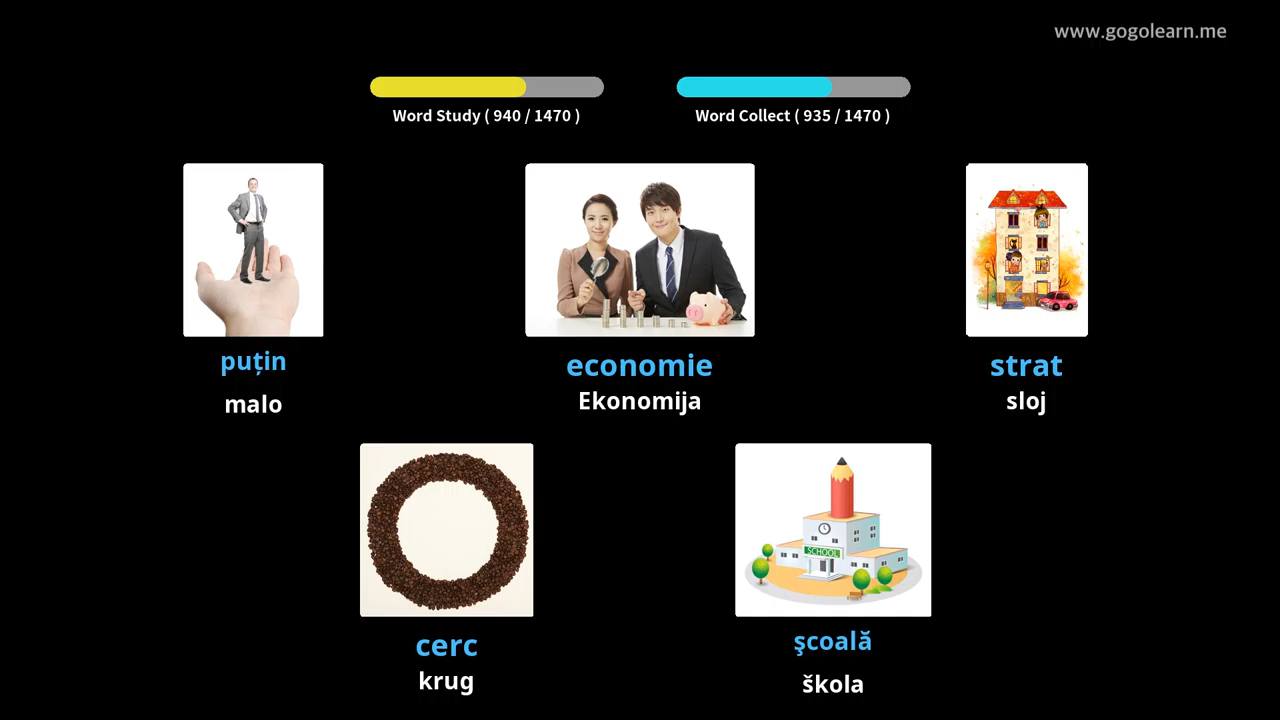 www.gogolearn.me
Word Study ( 940 / 1470 )
Word Collect ( 935 / 1470 )
puțin
malo
economie
Ekonomija
strat
sloj
SCHOOL
cerc
krug
şcoală
škola